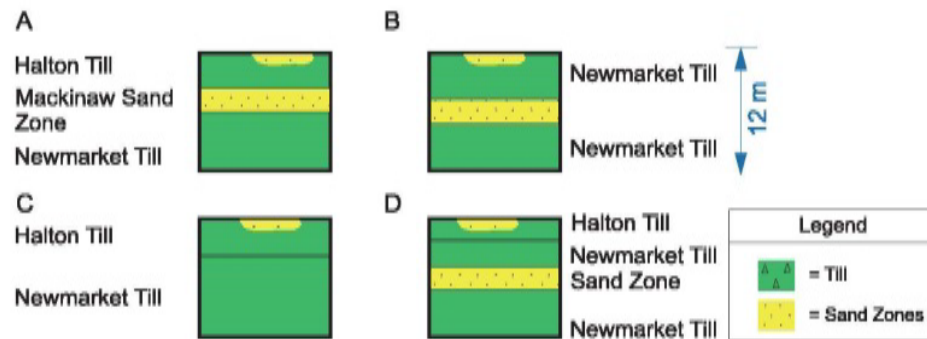 A
Halton Till
Mackinaw Sand
Zone
Newmarket Till
B
Newmarket Till
Newmarket Till
12 m
C
Halton Till
Newmarket Till
D
Halton Till
Newmarket Till
Sand Zone
Newmarket Till
Legend
= Till
= Sand Zones